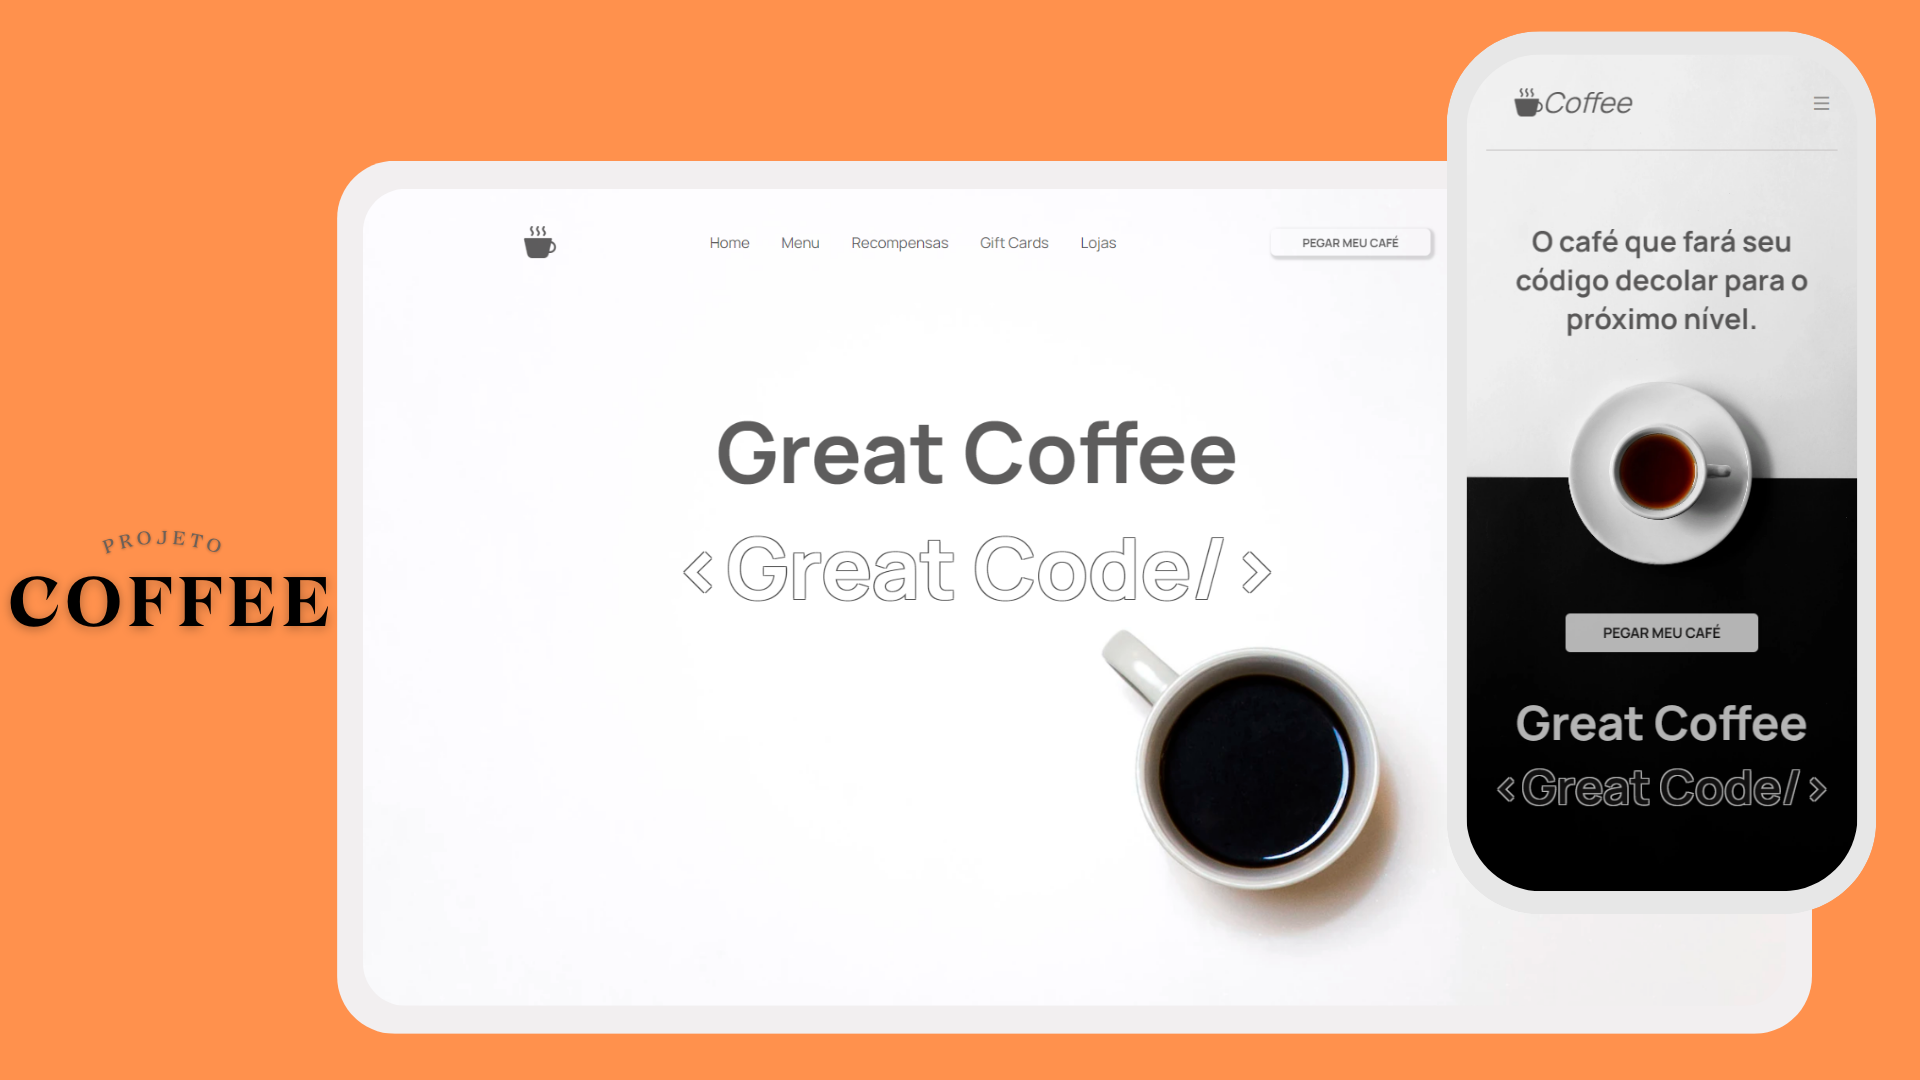 PROJETO
COFFEE
Home Menu Recompensas Gift Cards Lojas PEGAR MEU CAFÉ
Great Coffee
<Great Code/>
Coffee
O café que fará seu
código decolar para o
próximo nível.
PEGAR MEU CAFÉ
Great Coffee
<Great Code/>